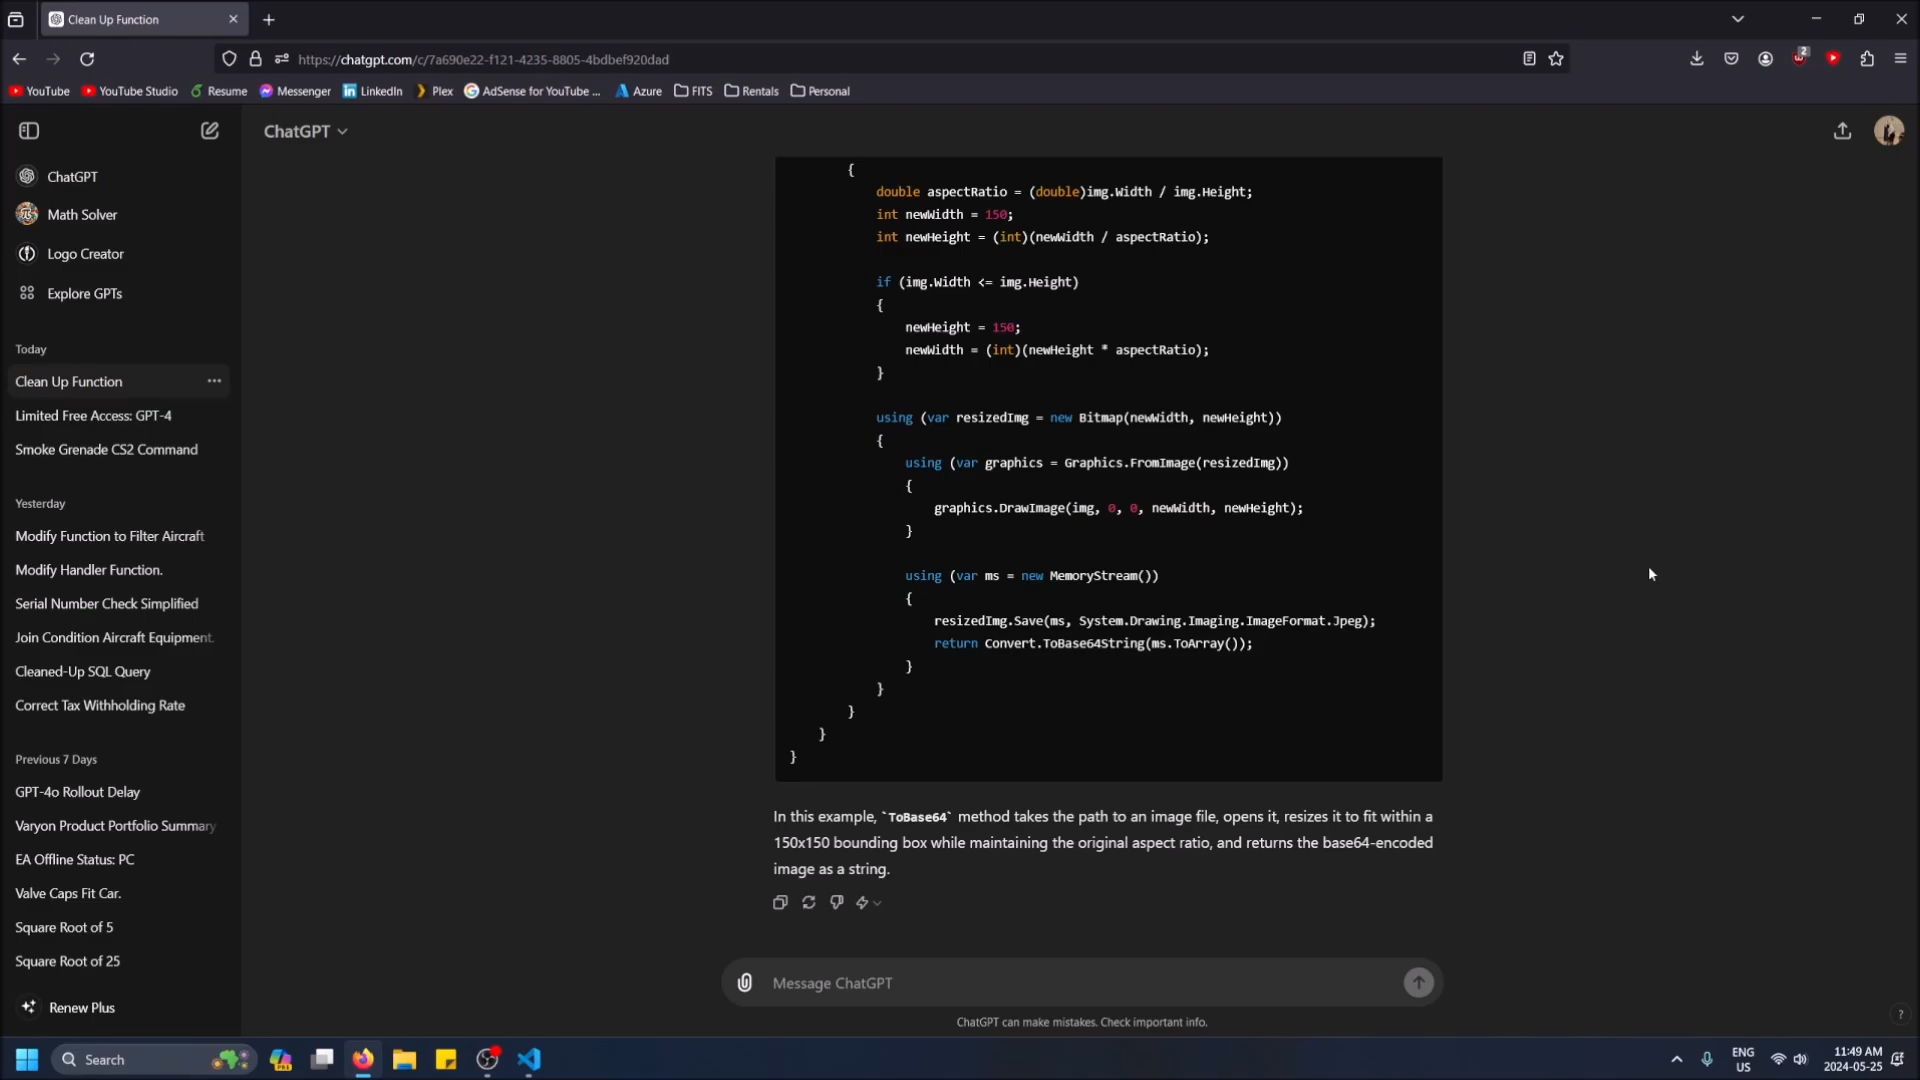 Clean Up Function
https://chatgpt.com/c/7a690e22-f121-4235-8805-4bdbef920dad
2
YouTube
YouTube Studio
Resume
Messenger
LinkedIn
Plex
AdSense for YouTube ...
Azure
FITS
Rentals
Personal
ChatGPT
Math Solver
Logo Creator
Explore GPTs
Today
Clean Up Function
Limited Free Access: GPT-4
Smoke Grenade CS2 Command
Yesterday
Modify Function to Filter Aircraft
Modify Handler Function.
Serial Number Check Simplified
Join Condition Aircraft Equipment.
Cleaned-Up SQL Query
Correct Tax Withholding Rate
Previous 7 Days
GPT-4o Rollout Delay
Varyon Product Portfolio Summary
EA Offline Status: PC
Valve Caps Fit Car.
Square Root of 5
Square Root of 25
Renew Plus
ChatGPT
{
double aspectRatio = (double)img.Width / img.Height;
int newWidth = 150;
int newHeight = (int)(newWidth / aspectRatio);
if (img.Width <= img.Height)
{
newHeight = 150;
newWidth = (int)(newHeight * aspectRatio);
}
using (var resizedImg = new Bitmap(newWidth, newHeight))
{
using (var graphics = Graphics.FromImage(resizedImg))
{
graphics.DrawImage(img, 0, 0, newWidth, newHeight);
}
using (var ms = new MemoryStream())
{
resizedImg.Save(ms, System.Drawing.Imaging.ImageFormat.Jpeg);
return Convert.ToBase64String(ms.ToArray());
}
}
}
}
}
In this example, `ToBase64` method takes the path to an image file, opens it, resizes it to fit within a
150x150 bounding box while maintaining the original aspect ratio, and returns the base64-encoded
image as a string.
Message ChatGPT
ChatGPT can make mistakes. Check important info.
?
Search
ENG
US
11:49 AM
2024-05-25